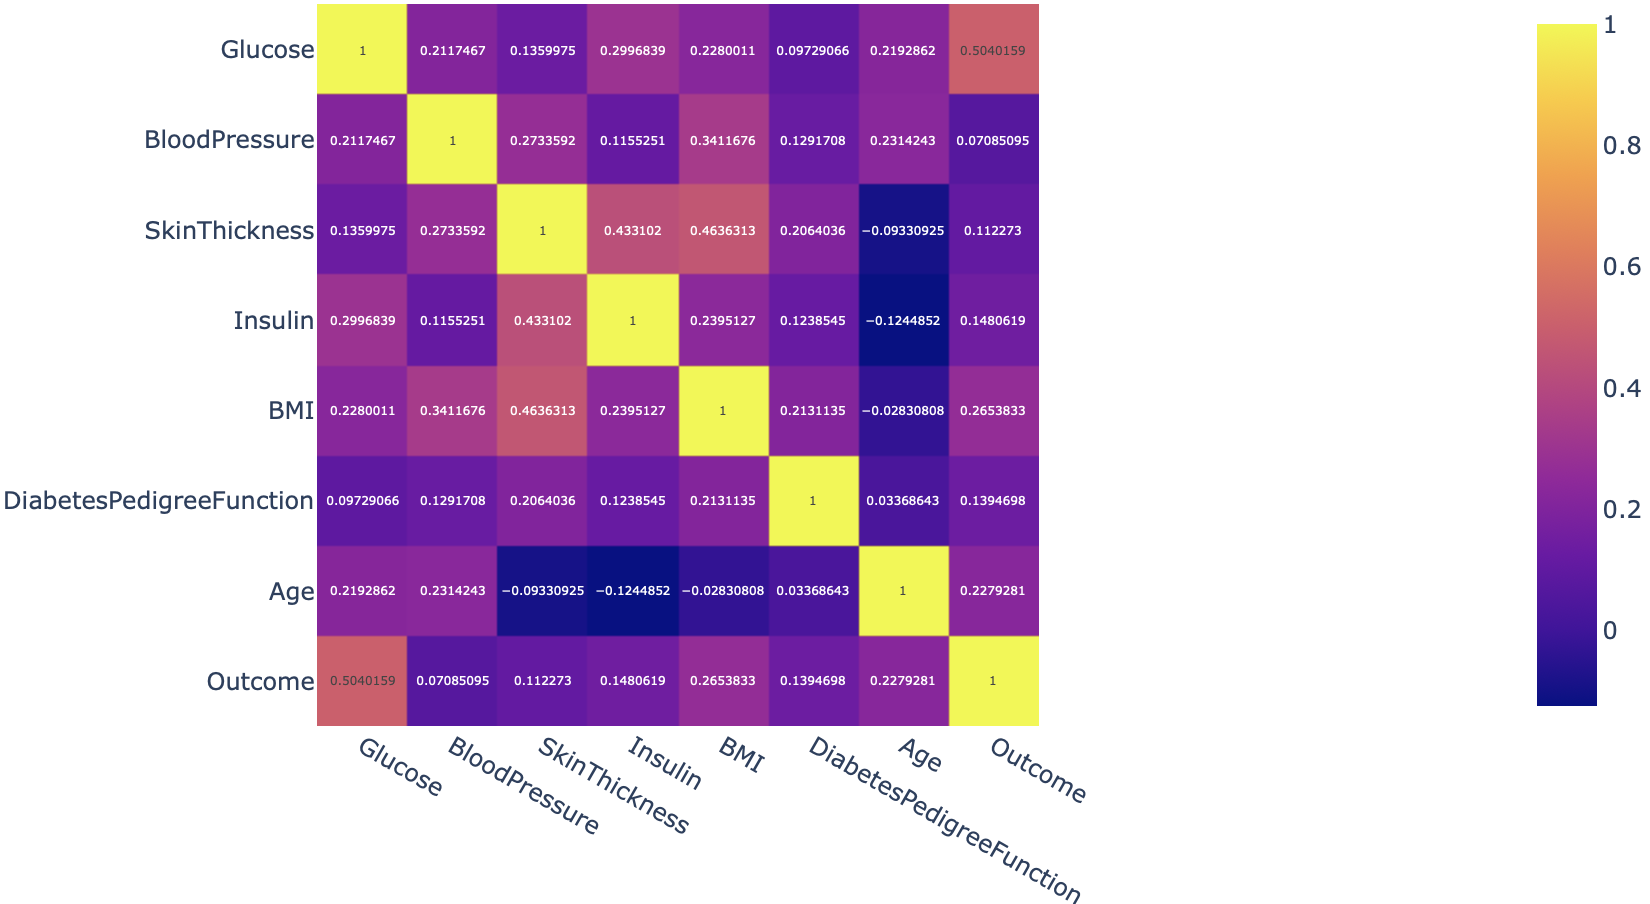 Glucose 1 0.2117467 0.1359975 0.2996839 0.2280011 0.09729066 0.2192862 0.5040159
BloodPressure 0.2117467 1 0.2733592 0.1155251 0.3411676 0.1291708 0.2314243 0.07085095
SkinThickness 0.1359975 0.2733592 1 0.433102 0.4636313 0.2064036 −0.09330925 0.112273
Insulin 0.2996839 0.1155251 0.433102 1 0.2395127 0.1238545 −0.1244852 0.1480619
BMI 0.2280011 0.3411676 0.4636313 0.2395127 1 0.2131135 −0.02830808 0.2653833
DiabetesPedigreeFunction 0.09729066 0.1291708 0.2064036 0.1238545 0.2131135 1 0.03368643 0.1394698
Age 0.2192862 0.2314243 −0.09330925 −0.1244852 −0.02830808 0.03368643 1 0.2279281
Outcome 0.5040159 0.07085095 0.112273 0.1480619 0.2653833 0.1394698 0.2279281 1
Glucose
BloodPressure
SkinThickness
Insulin
BMI
DiabetesPedigreeFunction
Age
Outcome
1
0.8
0.6
0.4
0.2
0